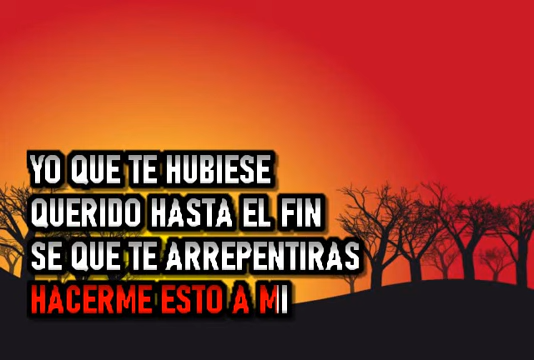 YO QUE TE HUBIESE
QUERIDO HASTA EL FIN
SE QUE TE ARREPENTIRAS
HACERME ESTO A MI